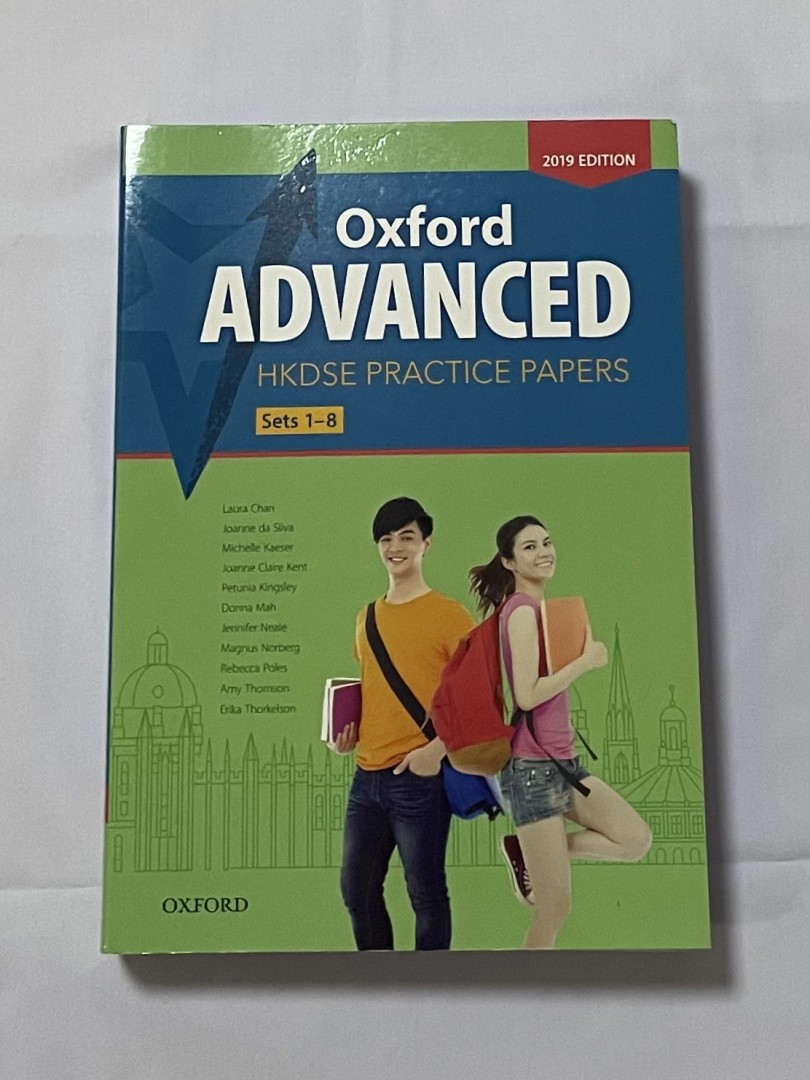 2019 EDITION
Oxford
ADVANCED
HKDSE PRACTICE PAPERS
Sets 1–8
Laura Chan
Joanne da Silva
Michelle Kaeser
Joanne Claire Kent
Petunia Kingsley
Donna Mah
Jennifer Neale
Magnus Norberg
Rebecca Poles
Amy Thomson
Erika Thorkelson
OXFORD